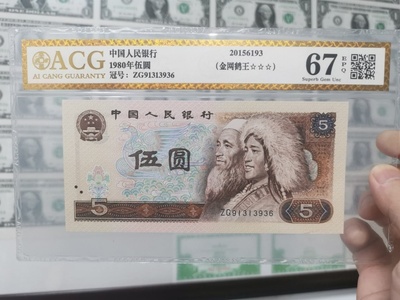 ACG
AI CANG GUARANTY
中国人民银行
1980年伍圆
冠号：ZG91313936
20156193
(金网鹤王☆☆☆)
67 EPQ
Superb Gem Unc
中国人民银行
5
伍圆
ZG91313936
5
5